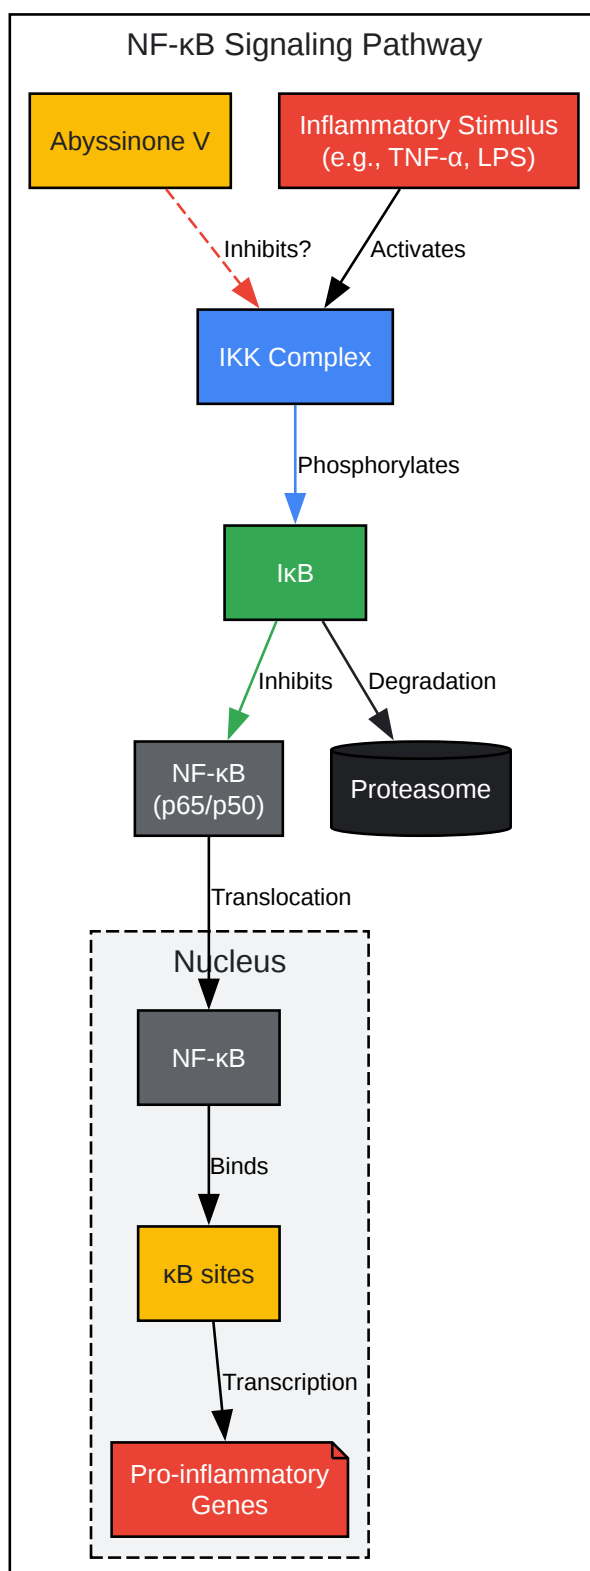 NF-κB Signaling Pathway
Abyssinone V
Inflammatory Stimulus
(e.g., TNF-α, LPS)
Inhibits?
Activates
IKK Complex
Phosphorylates
IκB
Inhibits
Degradation
NF-κB
(p65/p50)
Proteasome
Translocation
Nucleus
NF-κB
Binds
κB sites
Transcription
Pro-inflammatory
Genes